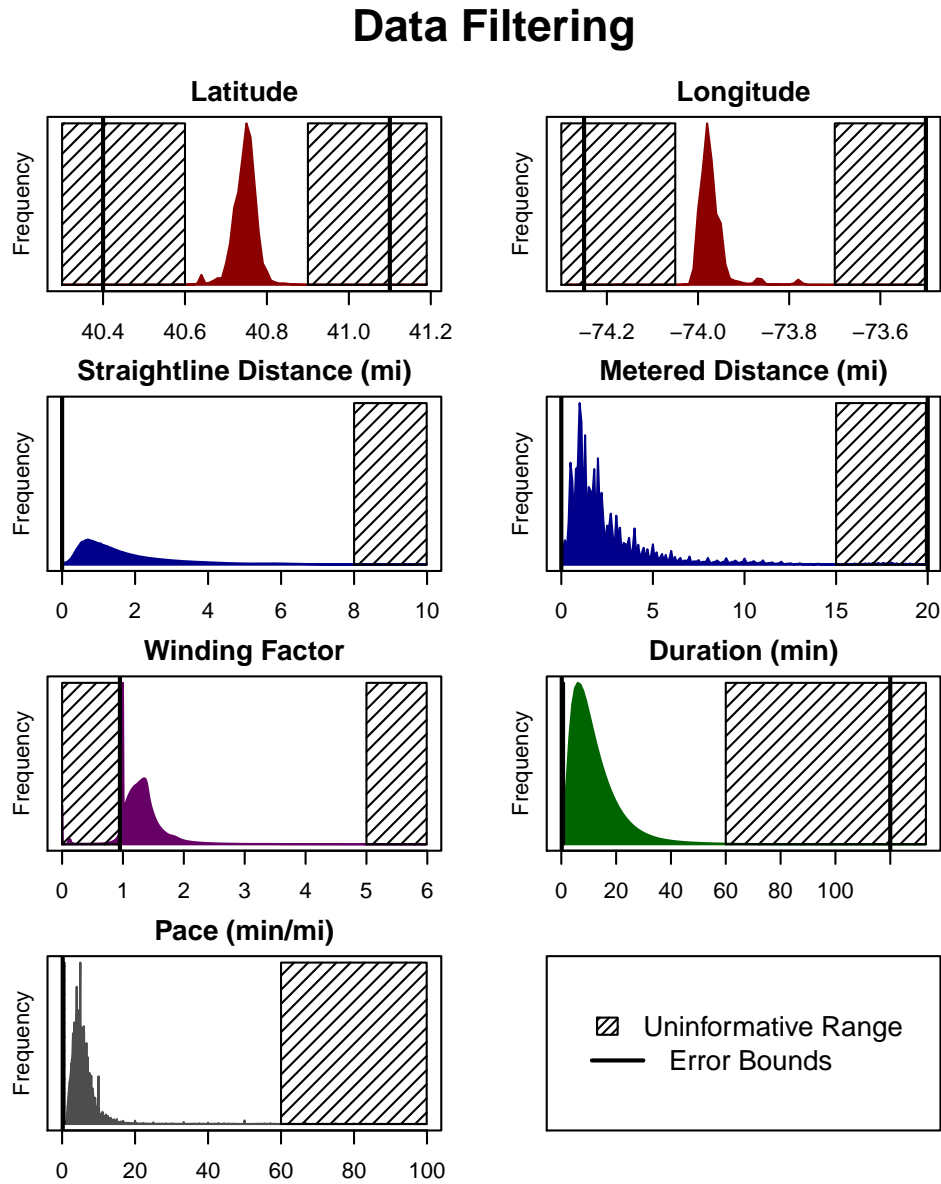 Data Filtering
Latitude
Frequency
40.4 40.6 40.8 41.1 41.2
Longitude
Frequency
−74.2 −74.0 −73.8 −73.6
Straightline Distance (mi)
Frequency
0 2 4 6 8 10
Metered Distance (mi)
Frequency
0 5 10 15 20
Winding Factor
Frequency
0 1 2 3 4 5 6
Duration (min)
Frequency
0 20 40 60 80 100
Pace (min/mi)
Frequency
0 20 40 60 80 100
Uninformative Range
Error Bounds